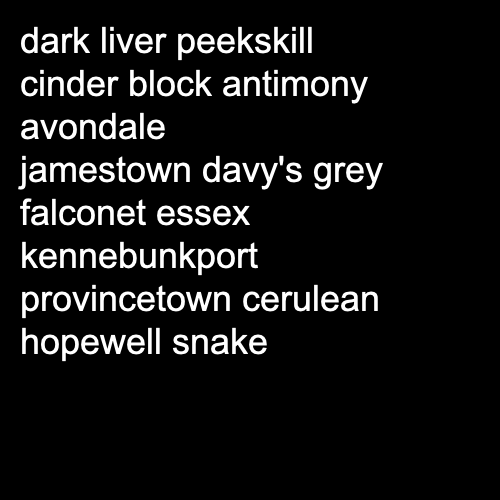 dark liver peekskill
cinder block antimony
avondale
jamestown davy's grey
falconet essex
kennebunkport
provincetown cerulean
hopewell snake